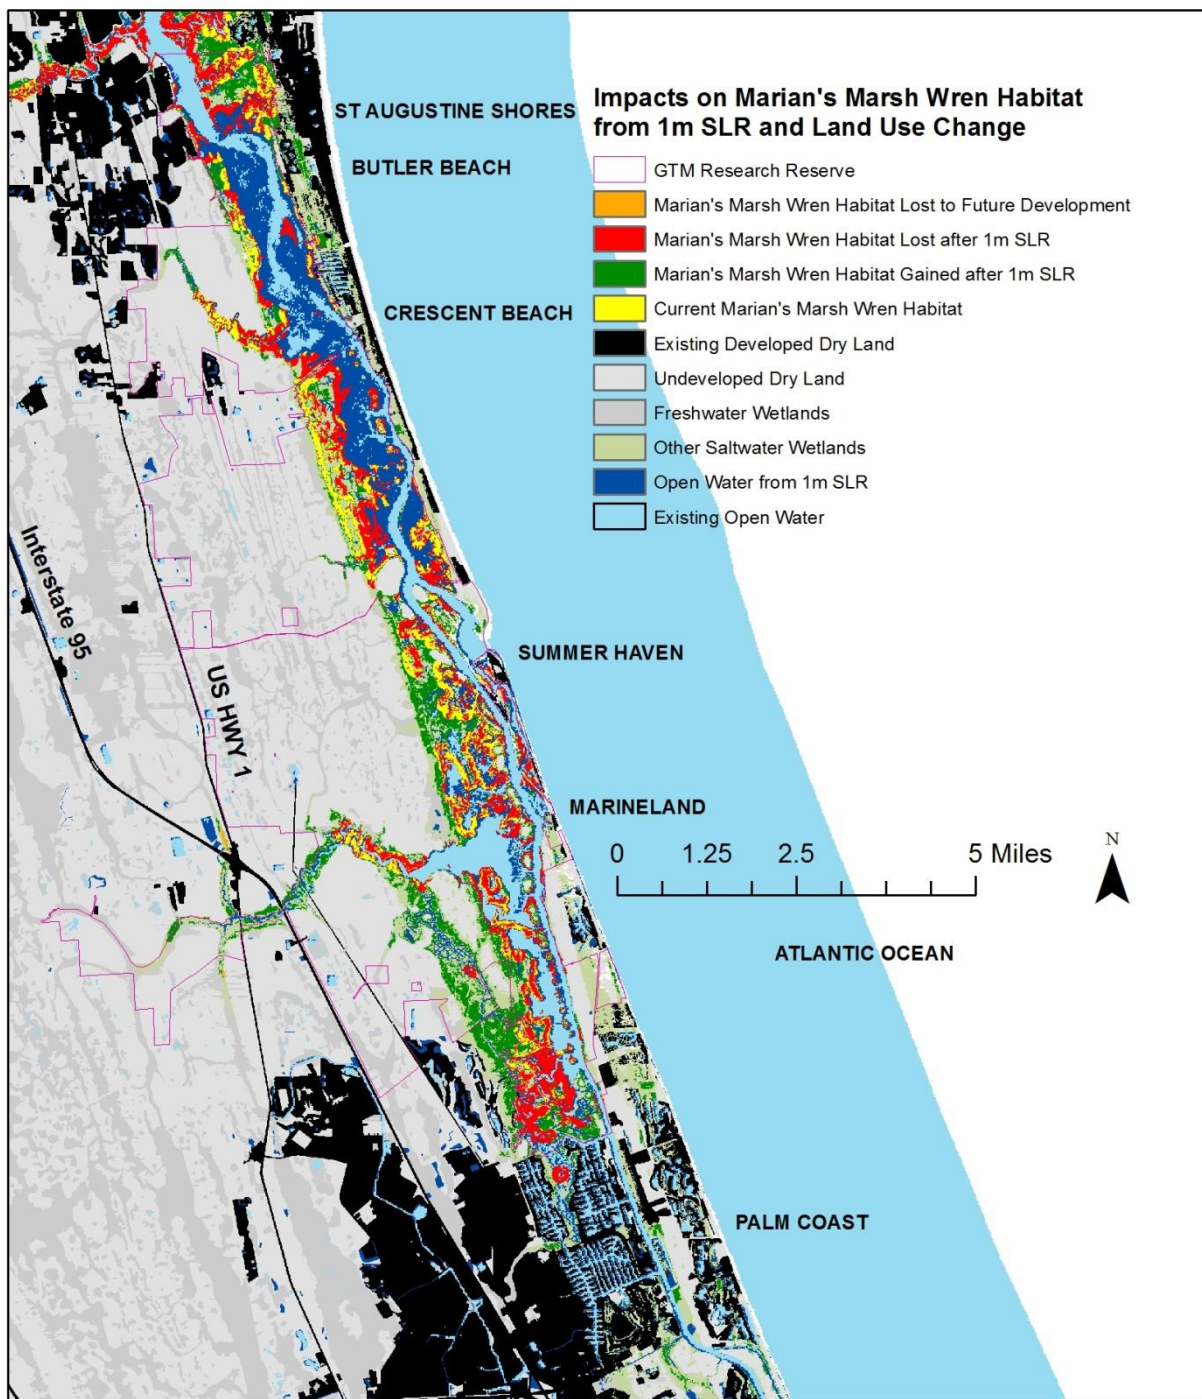 Impacts on Marian's Marsh Wren Habitat
from 1m SLR and Land Use Change
GTM Research Reserve
Marian's Marsh Wren Habitat Lost to Future Development
Marian's Marsh Wren Habitat Lost after 1m SLR
Marian's Marsh Wren Habitat Gained after 1m SLR
Current Marian's Marsh Wren Habitat
Existing Developed Dry Land
Undeveloped Dry Land
Freshwater Wetlands
Other Saltwater Wetlands
Open Water from 1m SLR
Existing Open Water
ST AUGUSTINE SHORES
BUTLER BEACH
CRESCENT BEACH
Interstate 95
US HWY 1
SUMMER HAVEN
MARINELAND
0 1.25 2.5 5 Miles
N
ATLANTIC OCEAN
PALM COAST